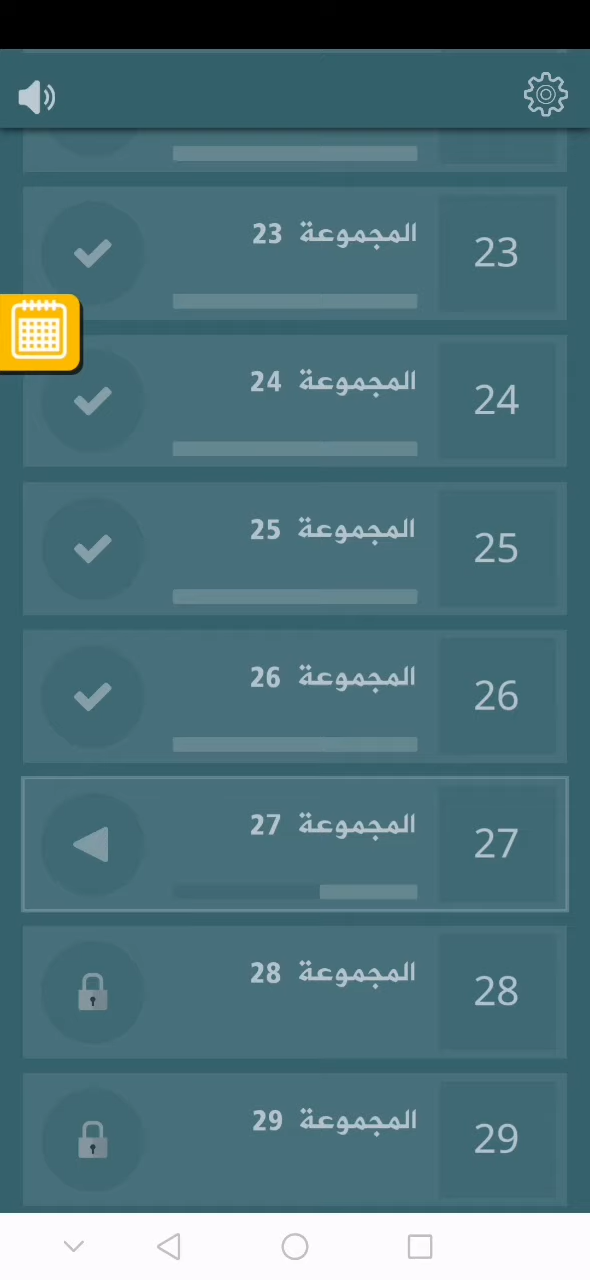 23 المجموعة 23
24 المجموعة 24
25 المجموعة 25
26 المجموعة 26
27 المجموعة 27
28 المجموعة 28
29 المجموعة 29